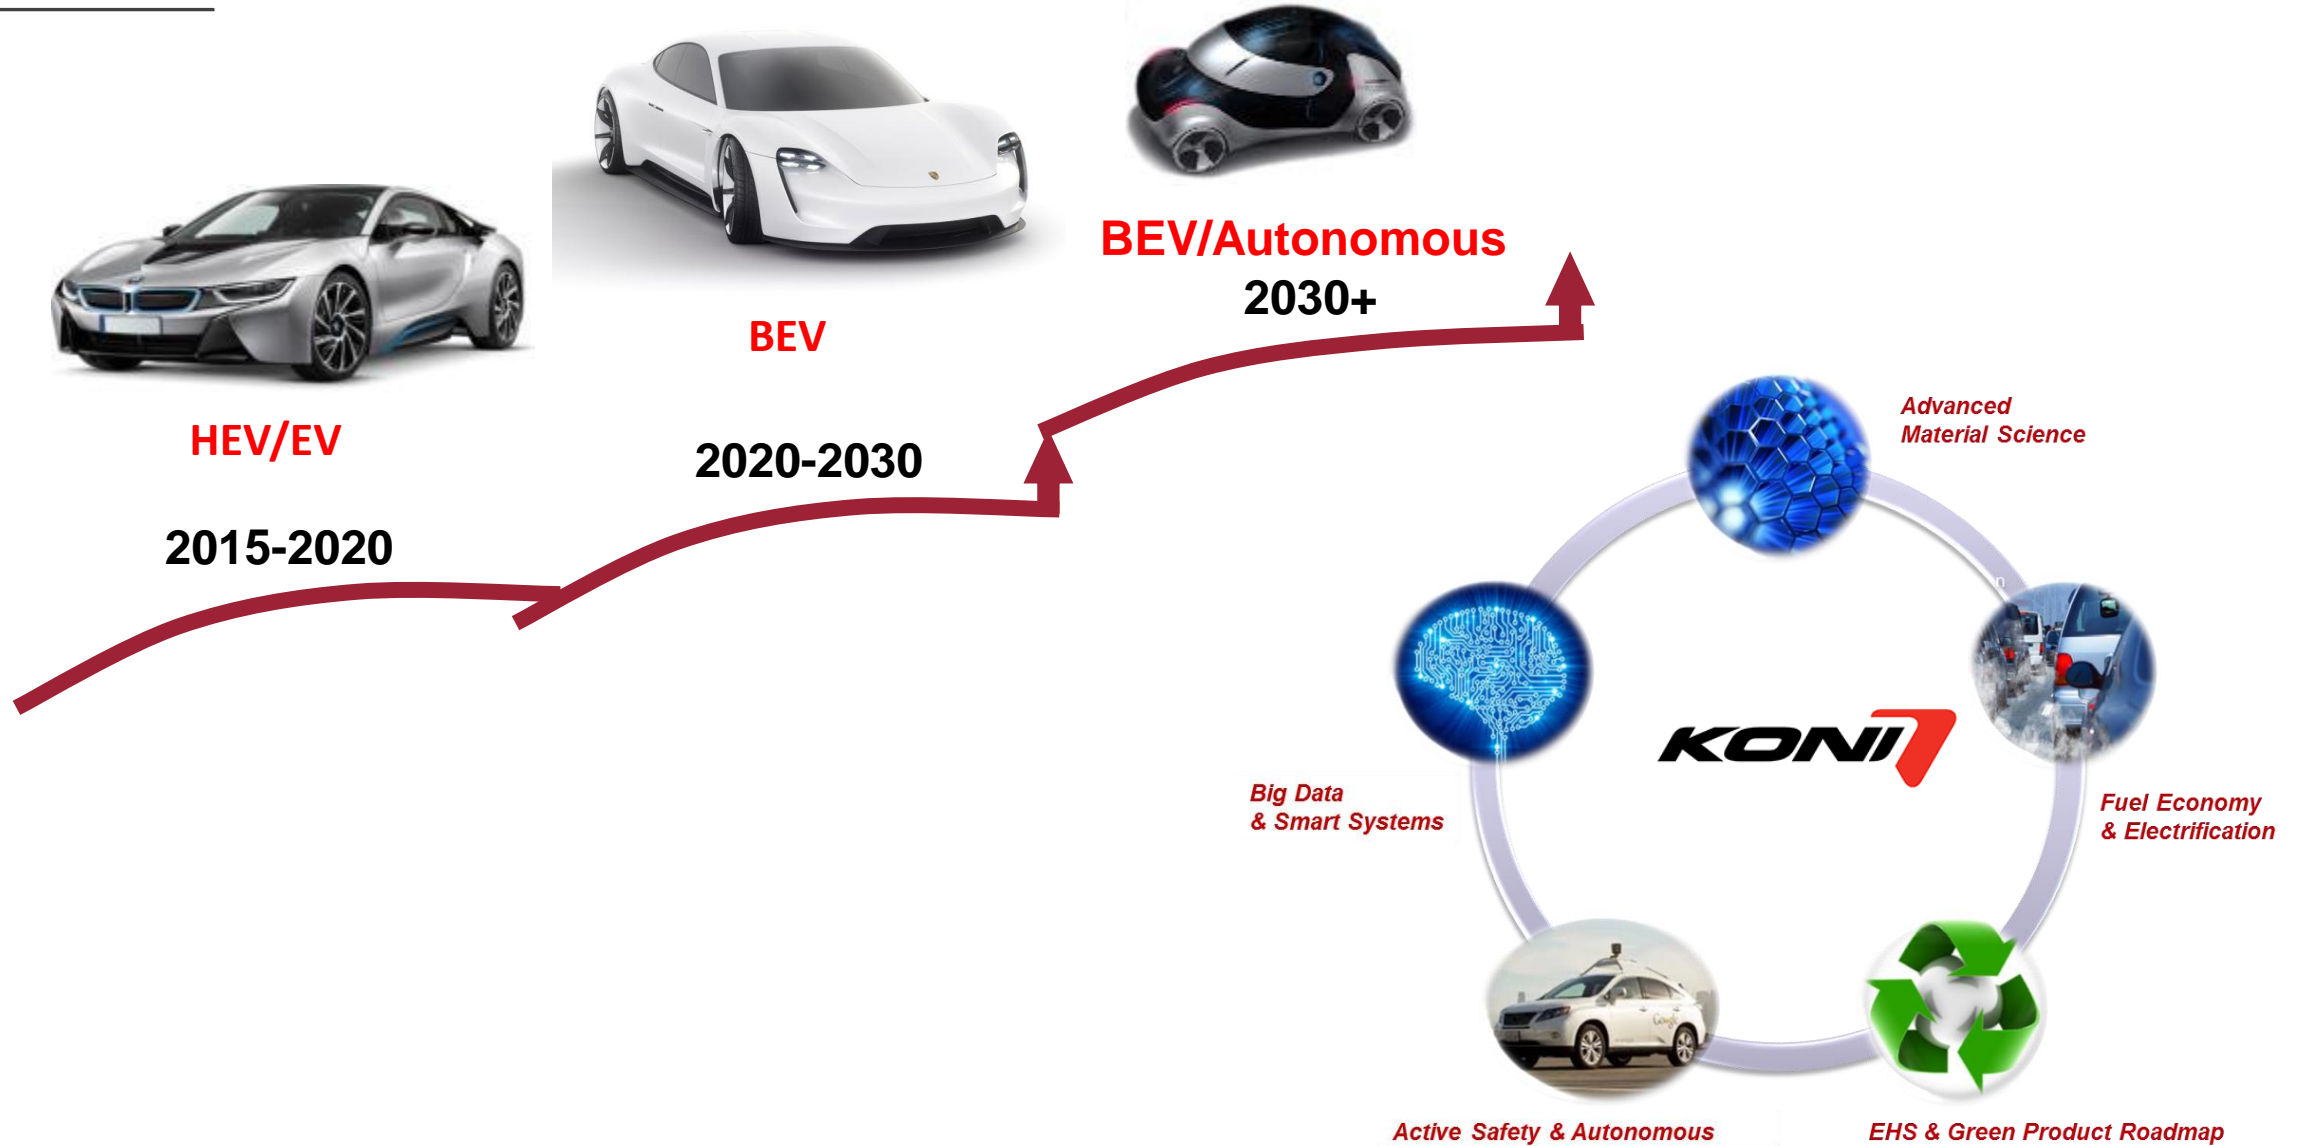 BEV/Autonomous
2030+
BEV
2020-2030
HEV/EV
2015-2020
Advanced
Material Science
n
Fuel Economy
& Electrification
KONI
Big Data
& Smart Systems
Google
Active Safety & Autonomous
EHS & Green Product Roadmap